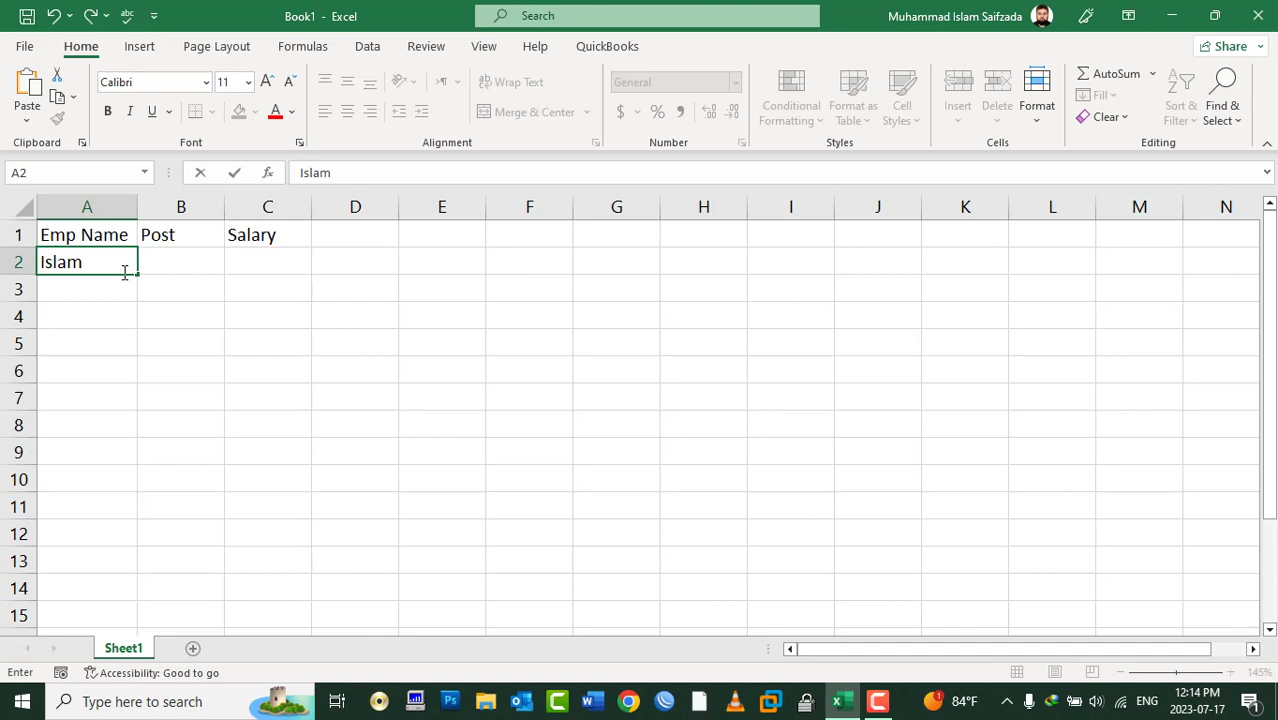 Book1 - Excel
Search
Muhammad Islam Saifzada
File Home Insert Page Layout Formulas Data Review View Help QuickBooks
Share
Paste
Calibri 11
B I U
Wrap Text
Merge & Center
General
$ % ,
Conditional Formatting
Format as Table
Cell Styles
Insert
Delete
Format
AutoSum
Fill
Clear
Sort & Filter
Find & Select
Clipboard Font Alignment Number Styles Cells Editing
A2 fx Islam
A B C D E F G H I J K L M N
1 Emp Name Post Salary
2 Islam
3
4
5
6
7
8
9
10
11
12
13
14
15
Sheet1
Enter Accessibility: Good to go 145%
Type here to search
84°F ENG 12:14 PM
2023-07-17